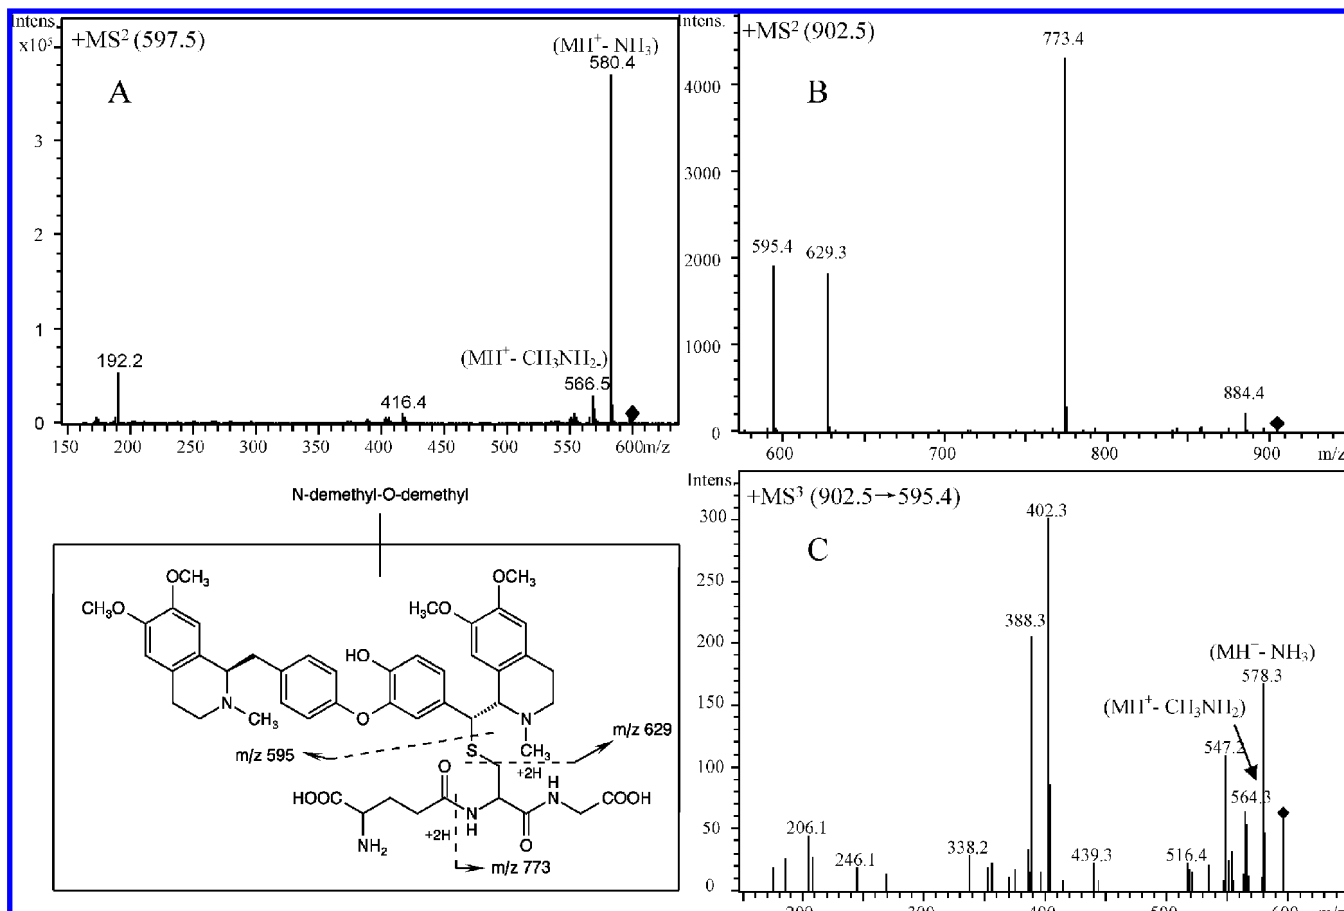 Intens.
x10⁵
+MS² (597.5)
(MH⁺- NH₃)
580.4
A
3
2
1
0
192.2
416.4
(MH⁺- CH₃NH₂.)
566.5
150 200 250 300 350 400 450 500 550 600 m/z
Intens.
+MS² (902.5)
773.4
B
4000
3000
2000
1000
0
595.4
629.3
884.4
600 700 800 900 m/z
N-demethyl-O-demethyl
OCH₃
CH₃O
N
CH₃
HO
O
OCH₃
H₃CO
N
CH₃
m/z 595
S
+2H
m/z 629
HOOC
NH₂
O
N
H
O
H
N
COOH
+2H
m/z 773
Intens.
+MS³ (902.5→595.4)
402.3
C
300
250
200
150
100
50
0
388.3
(MH⁻- NH₃)
578.3
(MH⁺- CH₃NH₂)
547.2
564.3
206.1
246.1
338.2
439.3
516.4
200 300 400 500 600 m/z